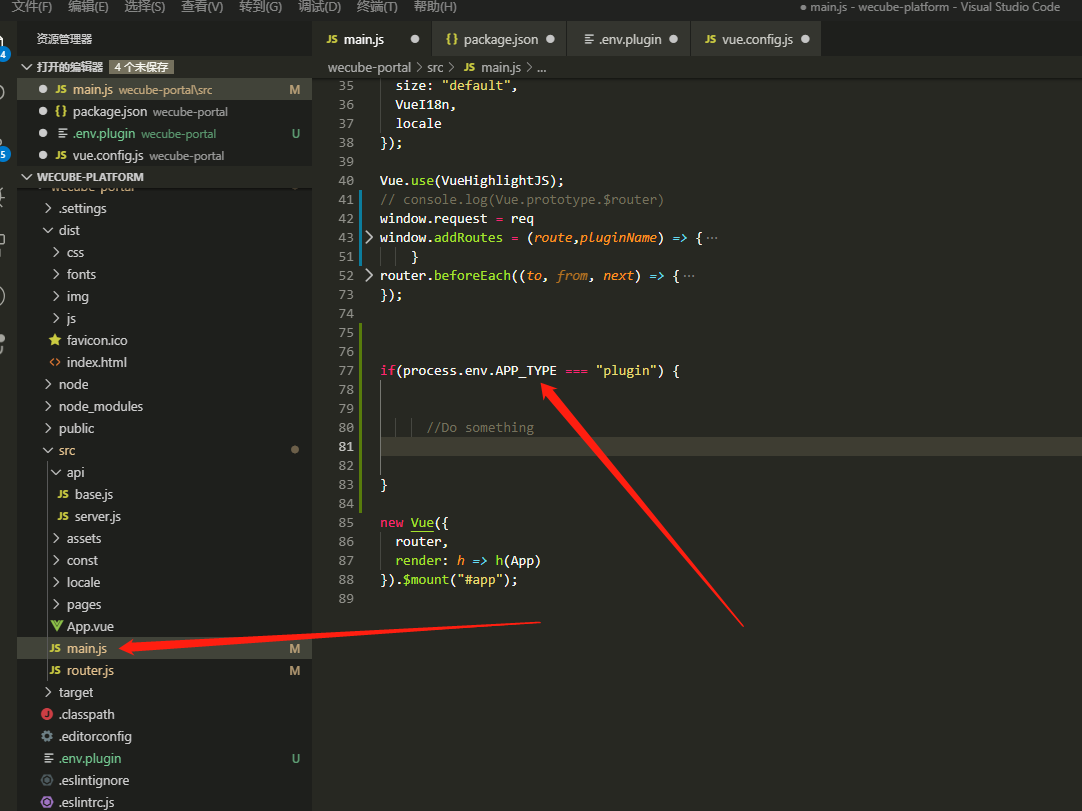 文件(F) 编辑(E) 选择(S) 查看(V) 转到(G) 调试(D) 终端(T) 帮助(H)
● main.js - wecube-platform - Visual Studio Code
资源管理器
打开的编辑器 4 个未保存
JS main.js wecube-portal\src M
{} package.json wecube-portal
.env.plugin wecube-portal U
JS vue.config.js wecube-portal
WECUBE-PLATFORM
wecube-portal
.settings
dist
css
fonts
img
js
favicon.ico
<> index.html
node
node_modules
public
src
api
JS base.js
JS server.js
assets
const
locale
pages
App.vue
JS main.js M
JS router.js M
target
.classpath
.editorconfig
.env.plugin U
.eslintignore
.eslintrc.js
4
5
JS main.js ● {} package.json ● .env.plugin ● JS vue.config.js ●
wecube-portal > src > JS main.js > ...
35 size: "default",
36 VueI18n,
37 locale
38 });
39
40 Vue.use(VueHighlightJS);
41 // console.log(Vue.prototype.$router)
42 window.request = req
43 window.addRoutes = (route,pluginName) => { ···
51 }
52 router.beforeEach((to, from, next) => { ···
73 });
74
75
76
77 if(process.env.APP_TYPE === "plugin") {
78
79
80 //Do something
81
82
83 }
84
85 new Vue({
86 router,
87 render: h => h(App)
88 }).$mount("#app");
89